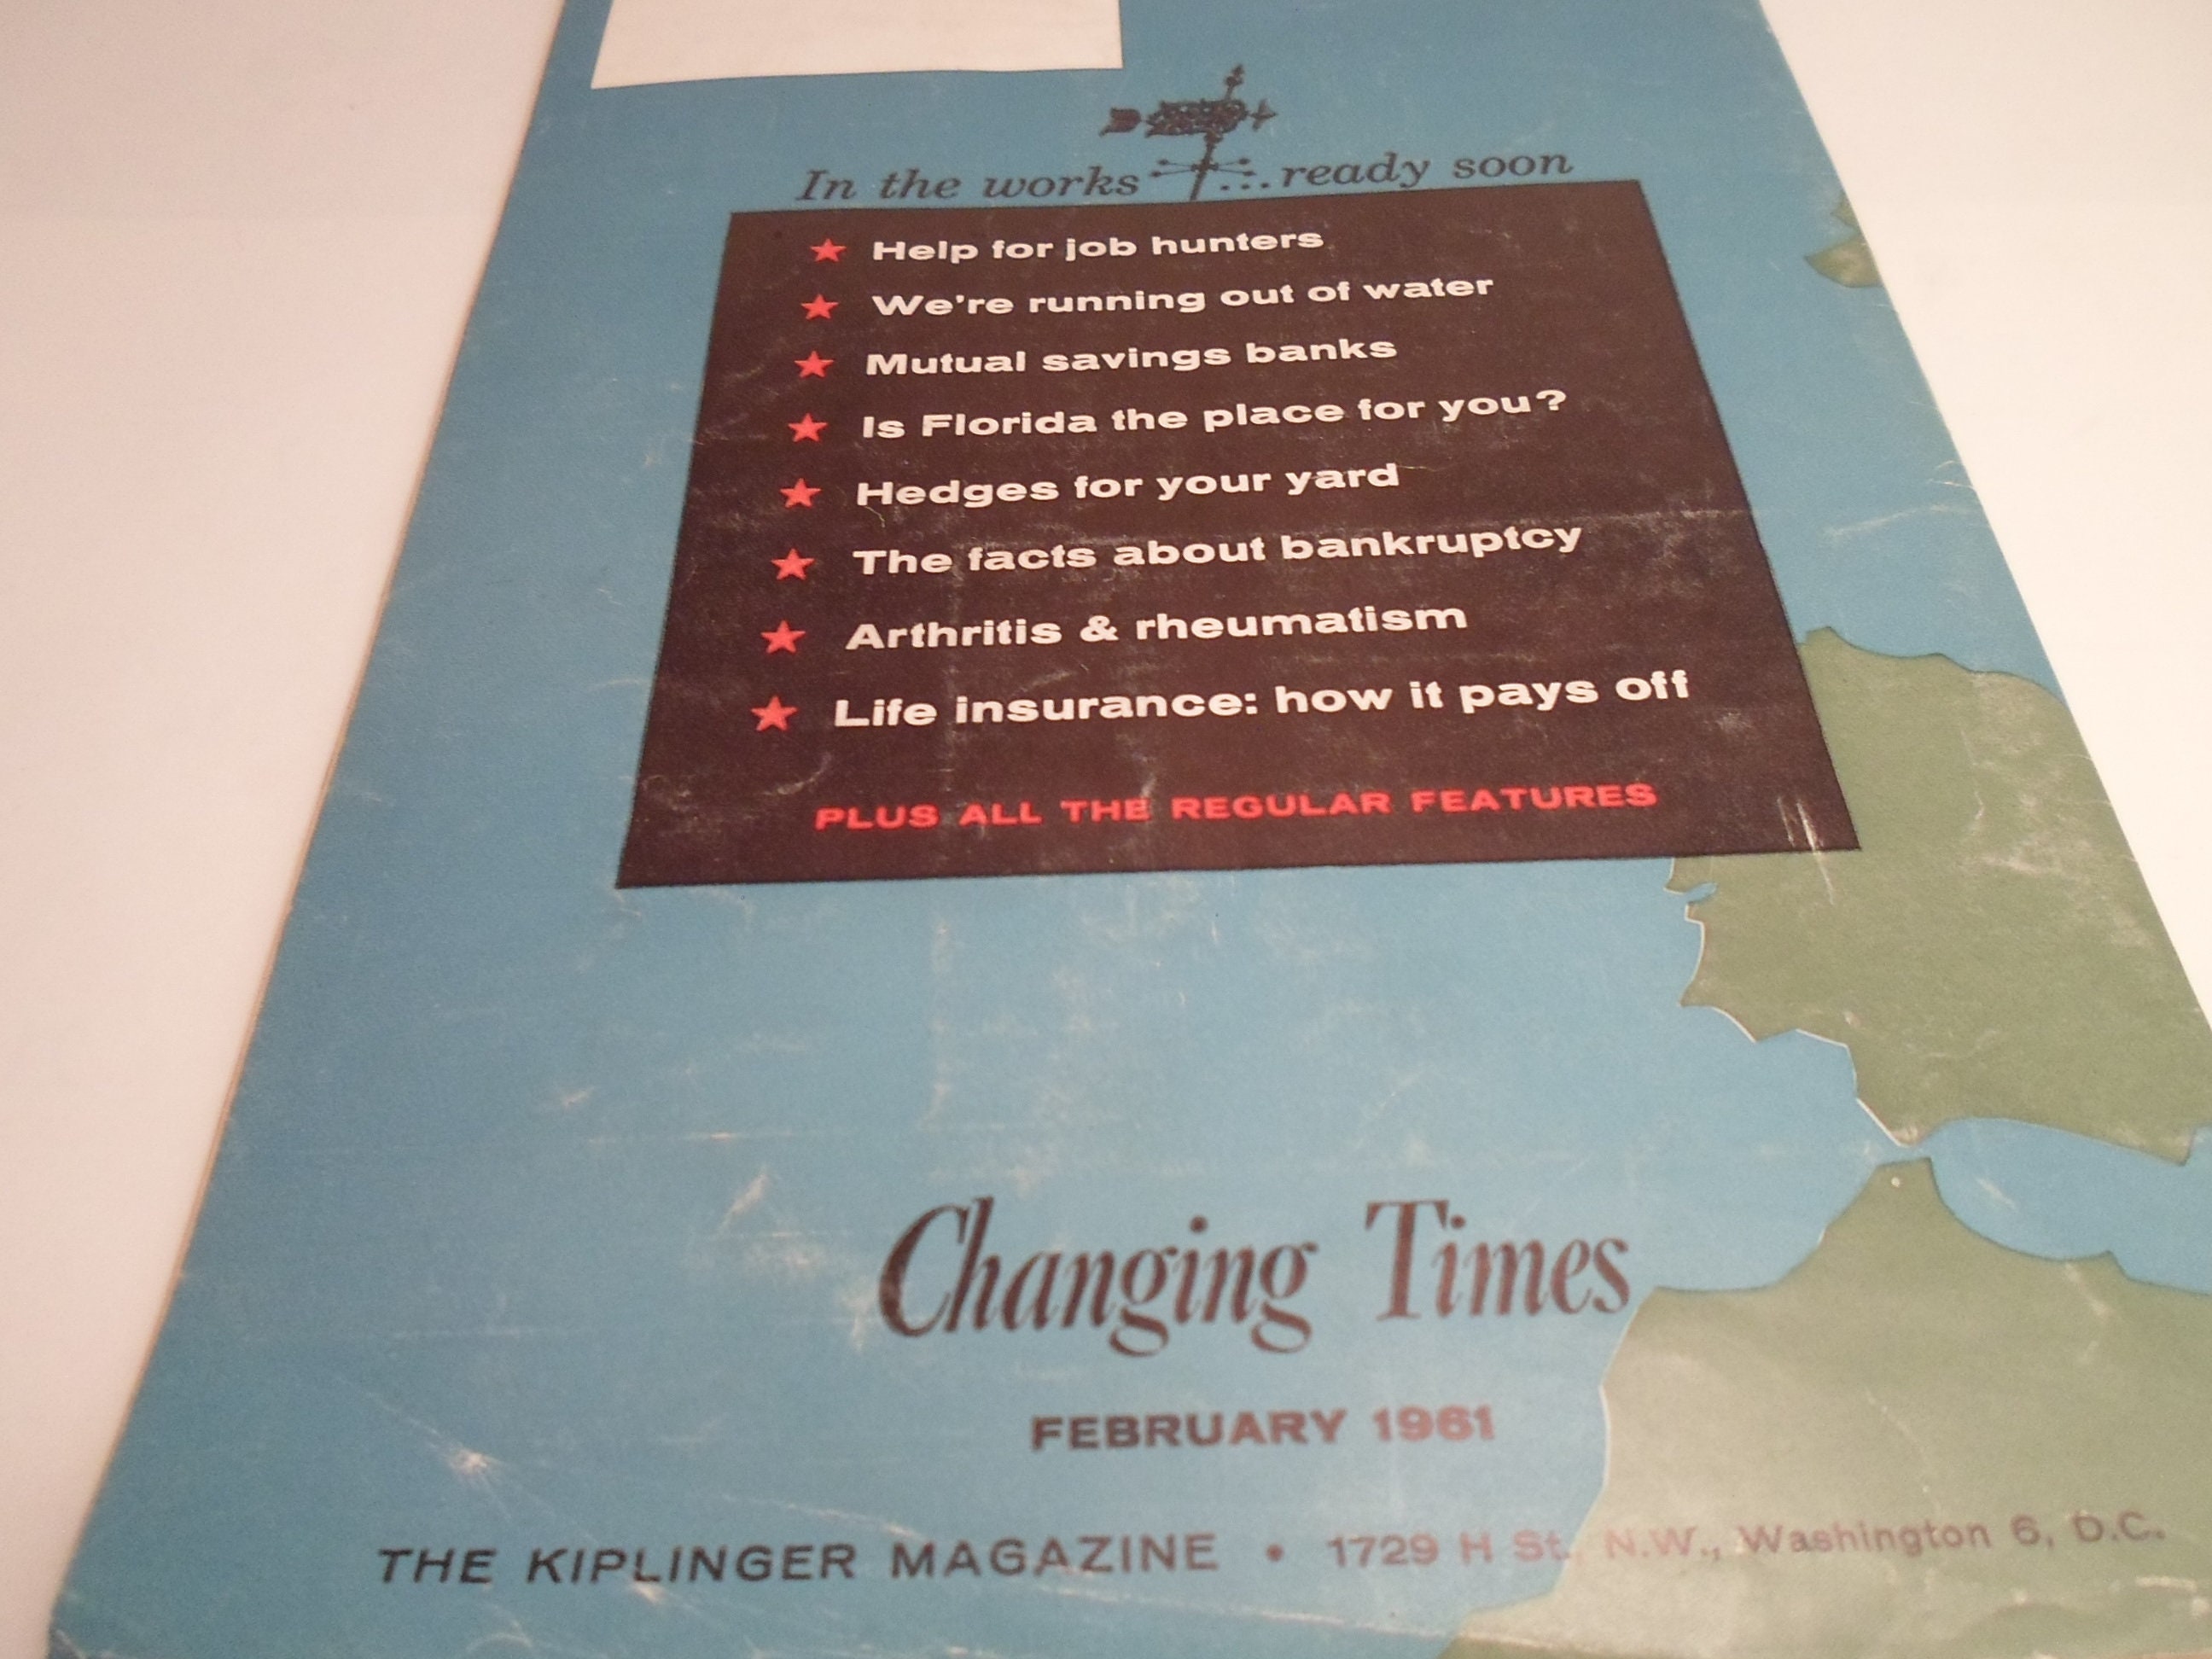 In the works ...ready soon
★ Help for job hunters
★ We're running out of water
★ Mutual savings banks
★ Is Florida the place for you?
★ Hedges for your yard
★ The facts about bankruptcy
★ Arthritis & rheumatism
★ Life insurance: how it pays off
PLUS ALL THE REGULAR FEATURES
Changing Times
FEBRUARY 1961
THE KIPLINGER MAGAZINE • 1729 H St. N.W., Washington 6, D.C.